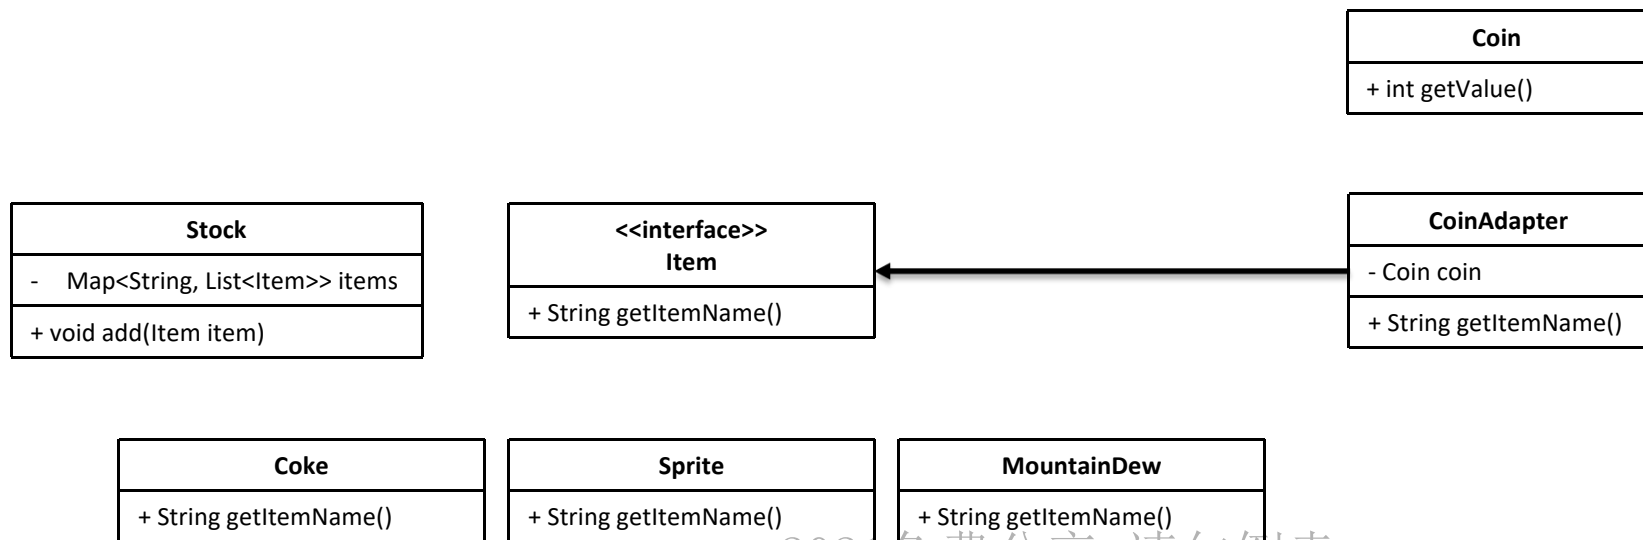 Coin
+ int getValue()
Stock
- Map<String, List<Item>> items
+ void add(Item item)
<<interface>>
Item
+ String getItemName()
CoinAdapter
- Coin coin
+ String getItemName()
Coke
+ String getItemName()
Sprite
+ String getItemName()
MountainDew
+ String getItemName()